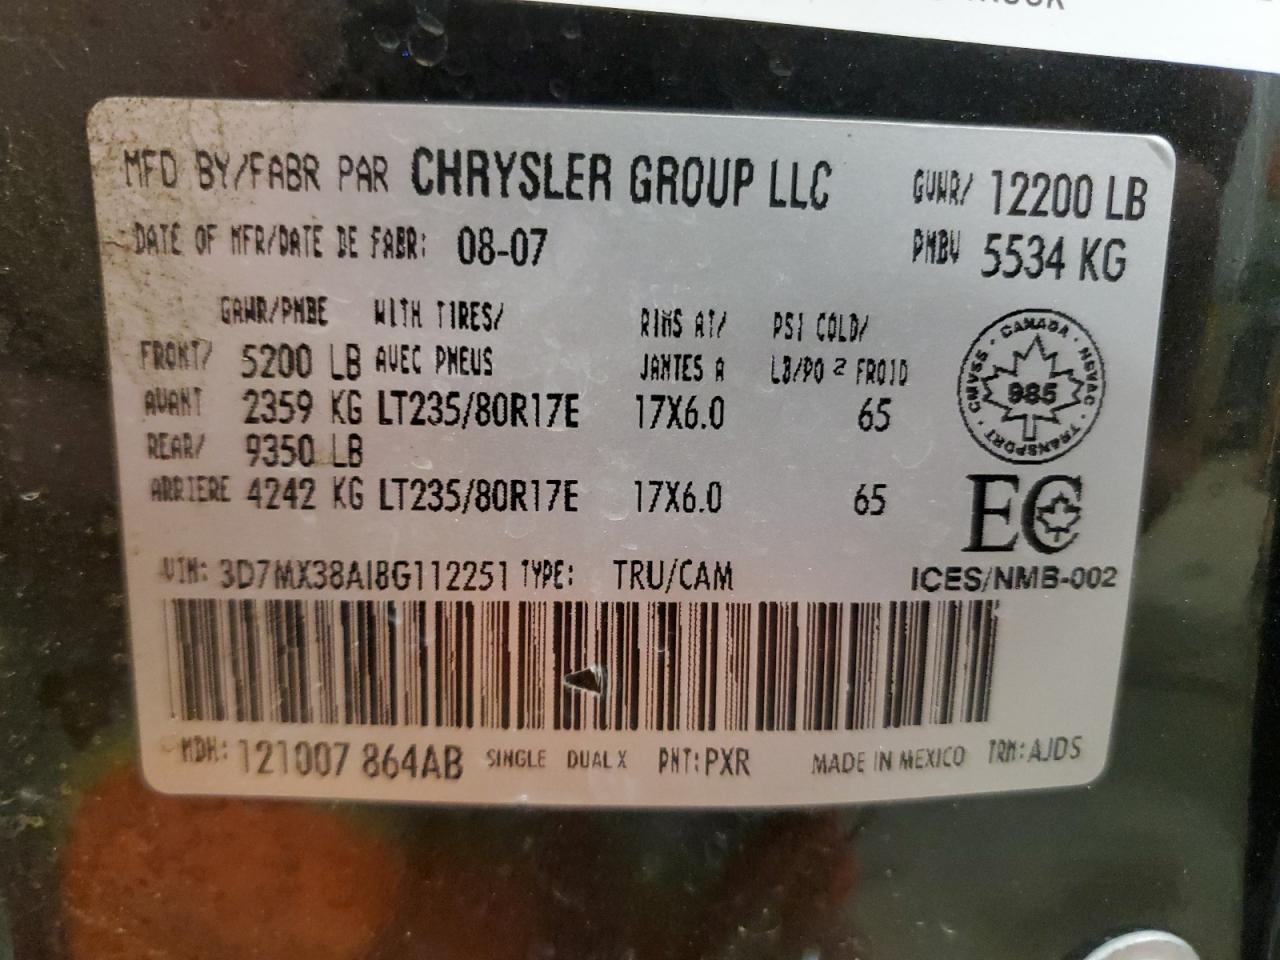 MFD BY/FABR PAR CHRYSLER GROUP LLC GVWR/ 12200 LB
DATE OF MFR/DATE DE FABR: 08-07 PMBV 5534 KG
GAWR/PMBE WITH TIRES/ RIMS AT/ PSI COLD/
FRONT/ 5200 LB AVEC PNEUS JANTES A LB/PO 2 FROID
AVANT 2359 KG LT235/80R17E 17X6.0 65
REAR/ 9350 LB
ARRIERE 4242 KG LT235/80R17E 17X6.0 65
CANADA · NSVAC · TRANSPORT · CMVSS ·
985
EC
VIN: 3D7MX38A18G112251 TYPE: TRU/CAM ICES/NMB-002
MDH: 121007 864AB SINGLE DUAL X PNT: PXR MADE IN MEXICO TRM: AJDS